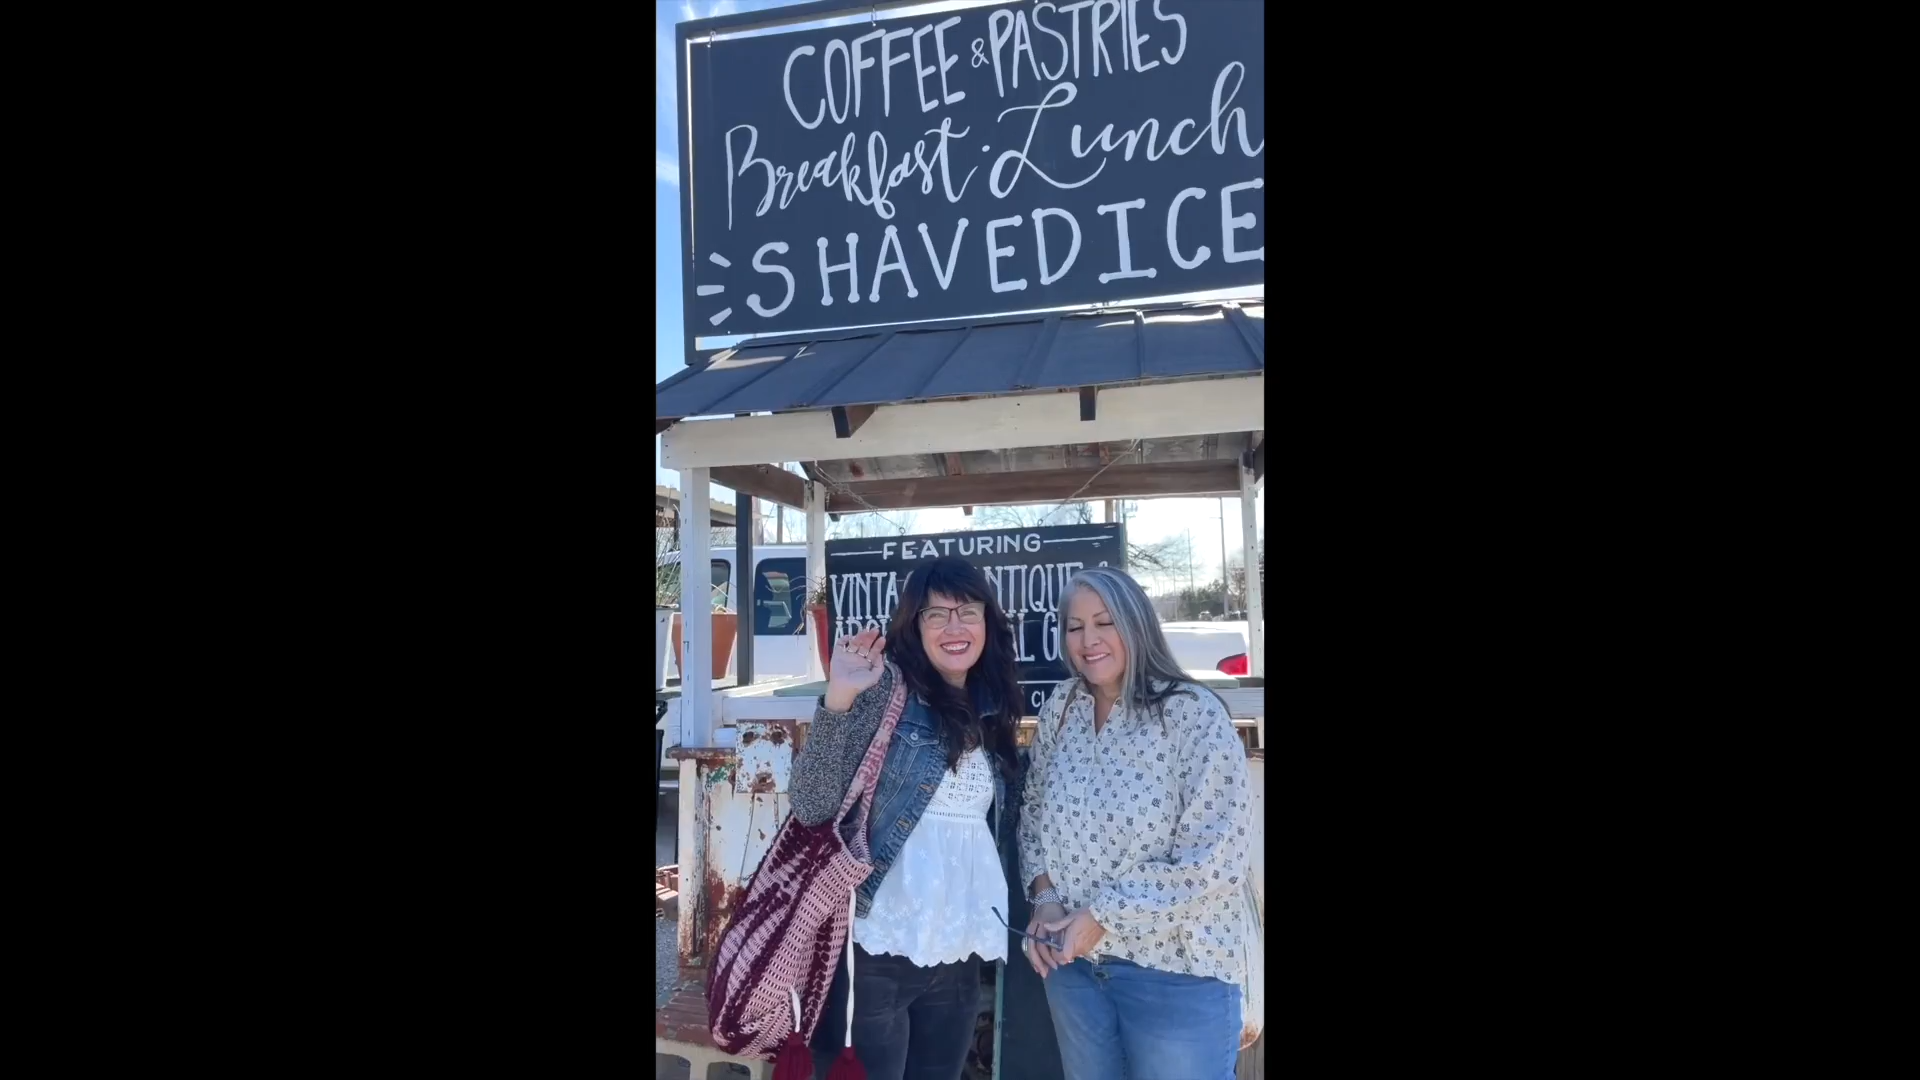 COFFEE & PASTRIES
Breakfast · Lunch
SHAVED ICE
FEATURING